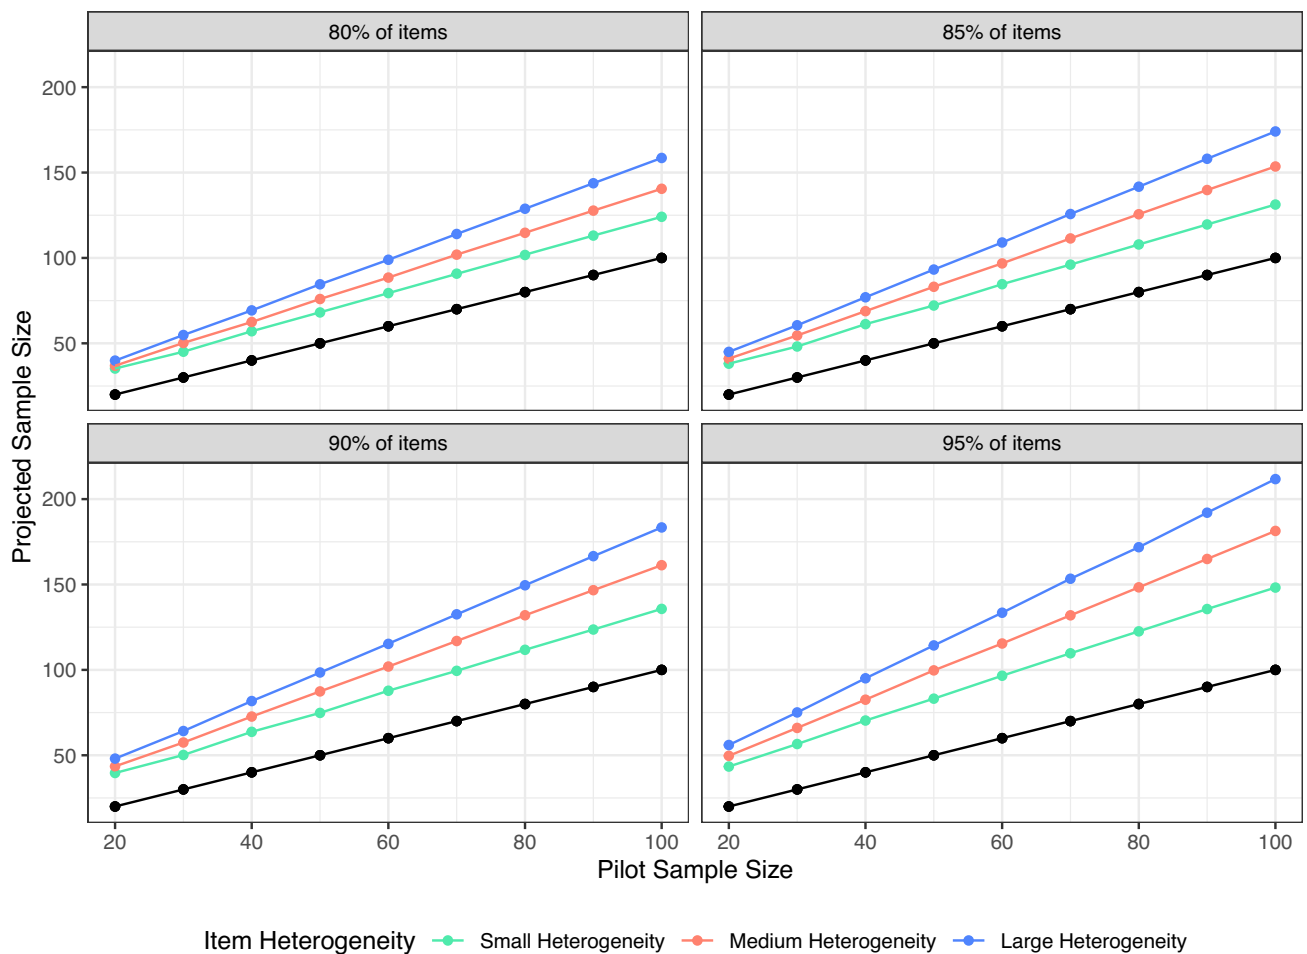 80% of items
85% of items
200
150
100
50
90% of items
95% of items
200
150
100
50
20 40 60 80 100
20 40 60 80 100
Projected Sample Size
Pilot Sample Size
Item Heterogeneity Small Heterogeneity Medium Heterogeneity Large Heterogeneity